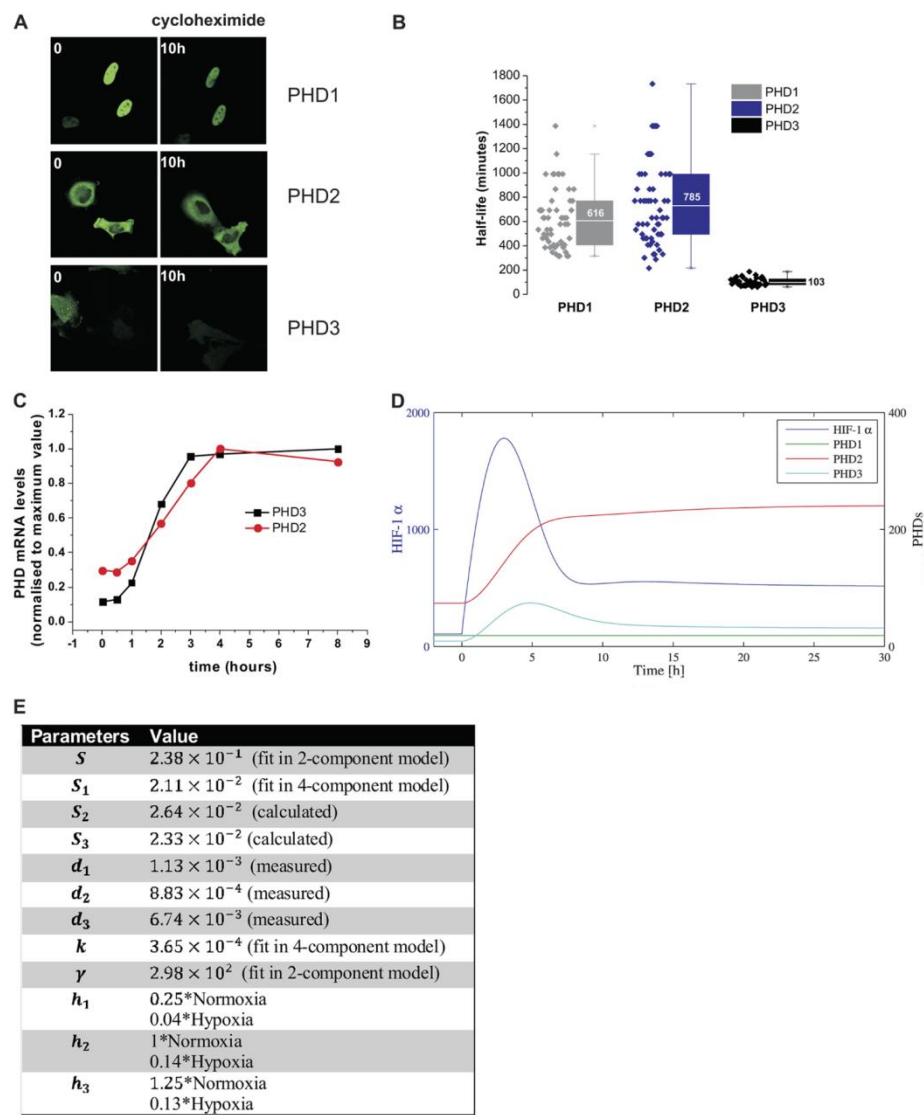 A
cycloheximide
0
10h
PHD1
0
10h
PHD2
0
10h
PHD3
B
Half-life (minutes)
1800
1600
1400
1200
1000
800
600
400
200
0
616
785
103
PHD1
PHD2
PHD3
PHD1
PHD2
PHD3
C
PHD mRNA levels
(normalised to maximum value)
1.2
1.0
0.8
0.6
0.4
0.2
0.0
PHD3
PHD2
-1 0 1 2 3 4 5 6 7 8 9
time (hours)
D
HIF-1 α
2000
1000
0
HIF-1 α
PHD1
PHD2
PHD3
400
200
0
PHDs
0 5 10 15 20 25 30
Time [h]
E
Parameters Value
S 2.38 × 10⁻¹ (fit in 2-component model)
S₁ 2.11 × 10⁻² (fit in 4-component model)
S₂ 2.64 × 10⁻² (calculated)
S₃ 2.33 × 10⁻² (calculated)
d₁ 1.13 × 10⁻³ (measured)
d₂ 8.83 × 10⁻⁴ (measured)
d₃ 6.74 × 10⁻³ (measured)
k 3.65 × 10⁻⁴ (fit in 4-component model)
γ 2.98 × 10² (fit in 2-component model)
h₁ 0.25*Normoxia
0.04*Hypoxia
h₂ 1*Normoxia
0.14*Hypoxia
h₃ 1.25*Normoxia
0.13*Hypoxia